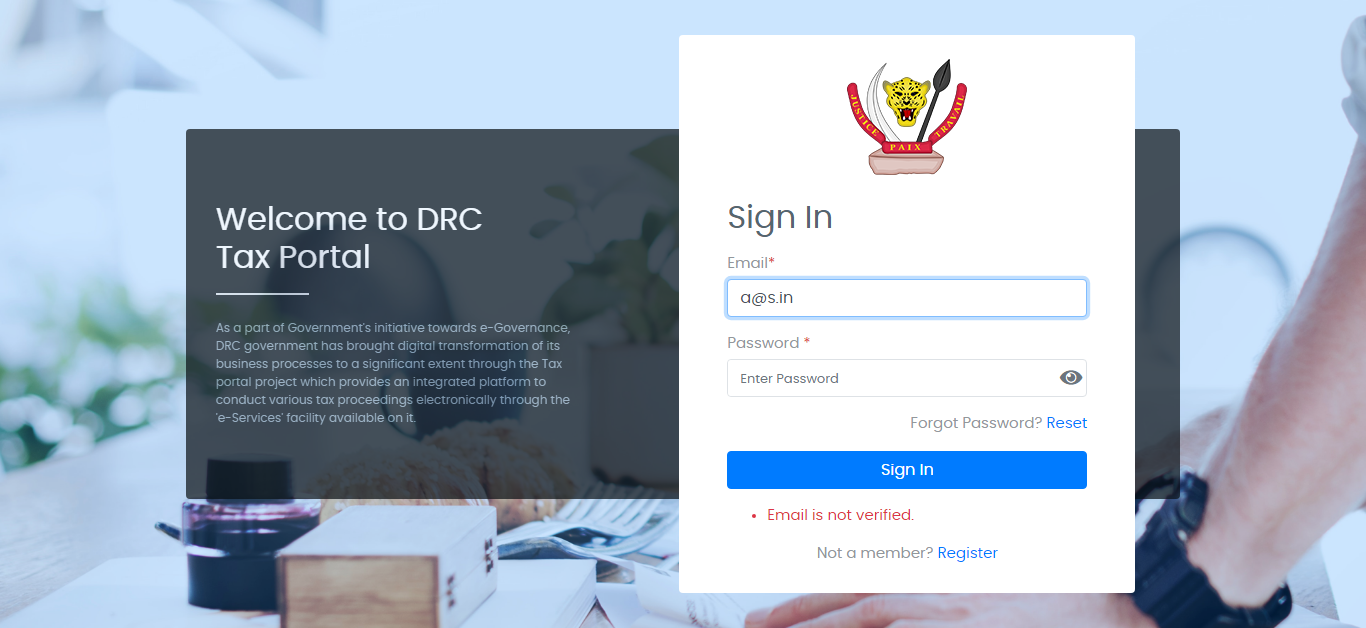 Welcome to DRC
Tax Portal
As a part of Government's initiative towards e-Governance,
DRC government has brought digital transformation of its
business processes to a significant extent through the Tax
portal project which provides an integrated platform to
conduct various tax proceedings electronically through the
'e-Services' facility available on it.
JUSTICE
PAIX
TRAVAIL
Sign In
Email*
a@s.in
Password *
Enter Password
Forgot Password? Reset
Sign In
• Email is not verified.
Not a member? Register